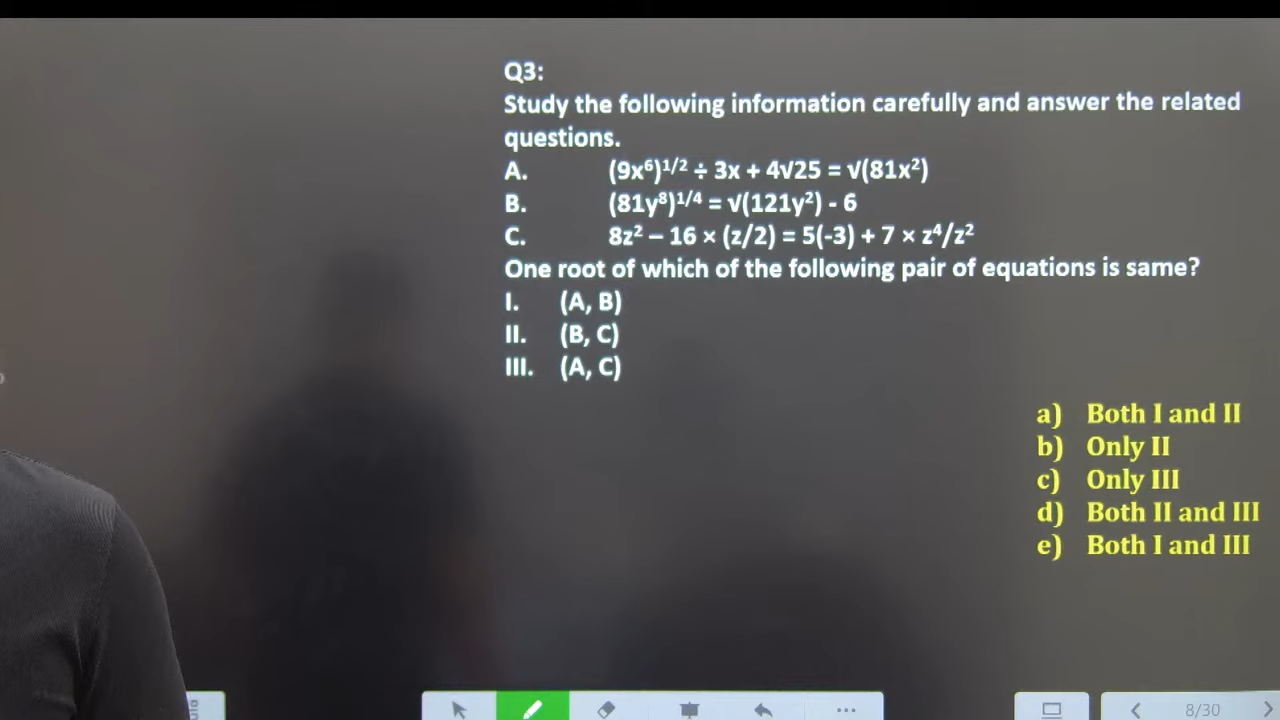 Q3:
Study the following information carefully and answer the related
questions.
A. (9x⁶)¹/² ÷ 3x + 4√25 = √(81x²)
B. (81y⁸)¹/⁴ = √(121y²) - 6
C. 8z² – 16 × (z/2) = 5(-3) + 7 × z⁴/z²
One root of which of the following pair of equations is same?
I. (A, B)
II. (B, C)
III. (A, C)
a) Both I and II
b) Only II
c) Only III
d) Both II and III
e) Both I and III
8/30